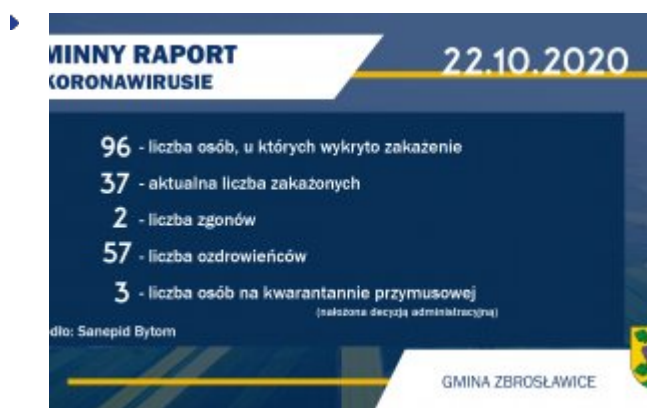 MINNY RAPORT
KORONAWIRUSIE
22.10.2020
96 - liczba osób, u których wykryto zakażenie
37 - aktualna liczba zakażonych
2 - liczba zgonów
57 - liczba ozdrowieńców
3 - liczba osób na kwarantannie przymusowej
(nałożona decyzją administracyjną)
dło: Sanepid Bytom
GMINA ZBROSŁAWICE